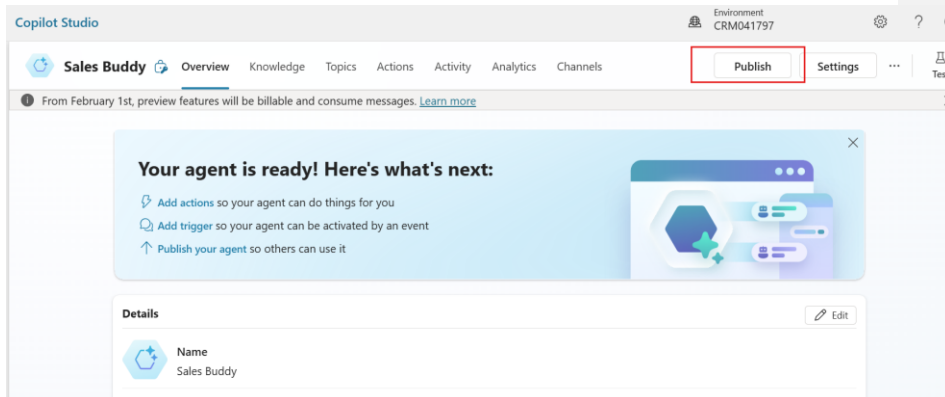 Copilot Studio
Environment
CRM041797
Sales Buddy
Overview
Knowledge
Topics
Actions
Activity
Analytics
Channels
Publish
Settings
...
From February 1st, preview features will be billable and consume messages. Learn more
Your agent is ready! Here's what's next:
Add actions so your agent can do things for you
Add trigger so your agent can be activated by an event
Publish your agent so others can use it
Details
Edit
Name
Sales Buddy